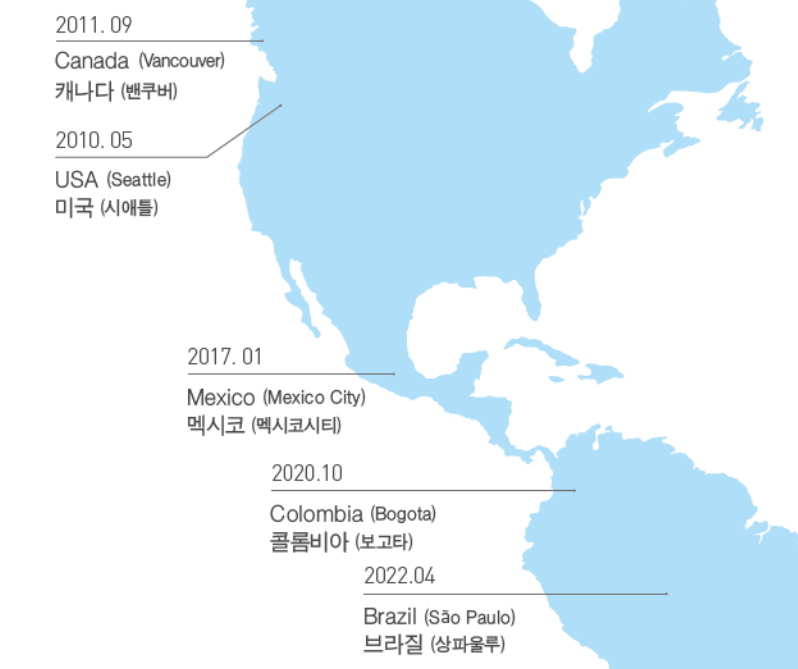 2011. 09
Canada (Vancouver)
캐나다 (밴쿠버)
2010. 05
USA (Seattle)
미국 (시애틀)
2017. 01
Mexico (Mexico City)
멕시코 (멕시코시티)
2020.10
Colombia (Bogota)
콜롬비아 (보고타)
2022.04
Brazil (São Paulo)
브라질 (상파울루)